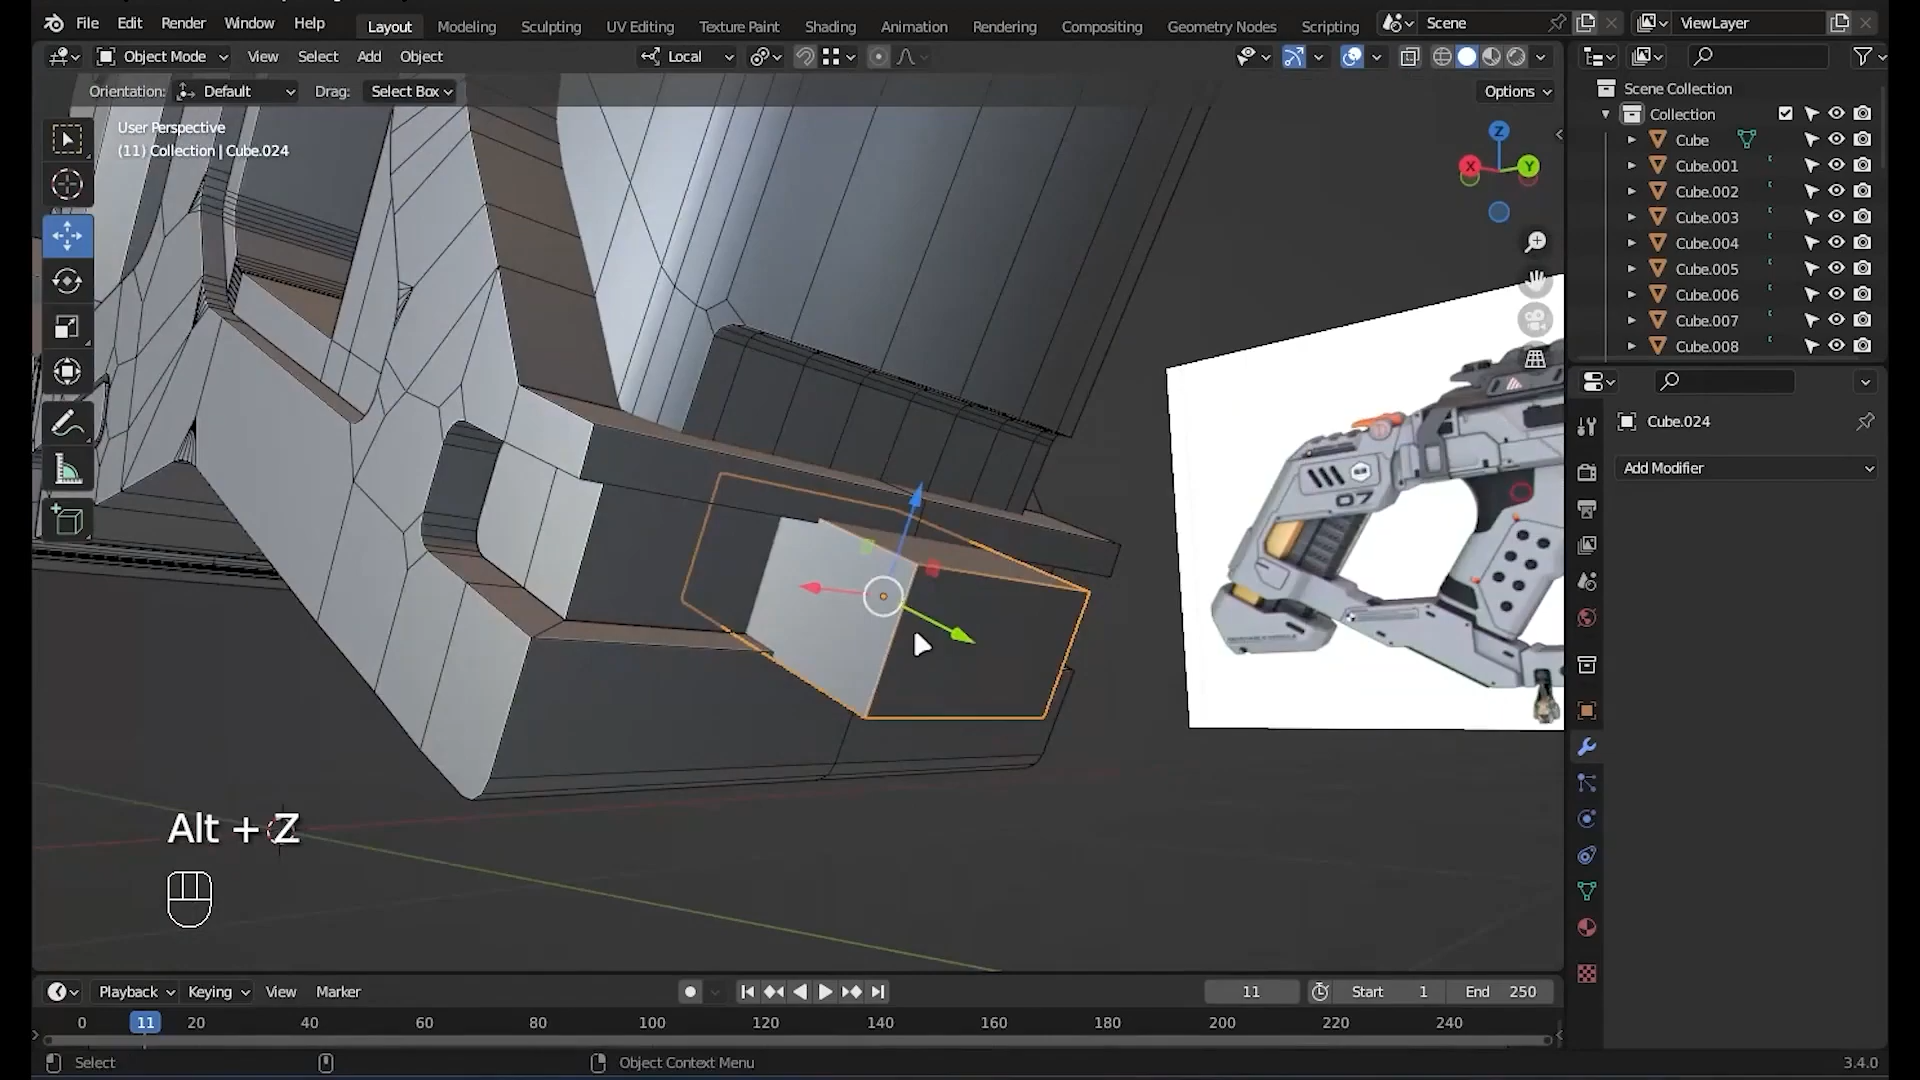 File Edit Render Window Help Layout Modeling Sculpting UV Editing Texture Paint Shading Animation Rendering Compositing Geometry Nodes Scripting Scene ViewLayer
Object Mode View Select Add Object Local
Orientation: Default Drag: Select Box Options
User Perspective
(11) Collection | Cube.024
Z
X
Y
Scene Collection
Collection
Cube
Cube.001
Cube.002
Cube.003
Cube.004
Cube.005
Cube.006
Cube.007
Cube.008
Cube.024
Add Modifier
07
Alt + Z
Playback Keying View Marker 11 Start 1 End 250
0 11 20 40 60 80 100 120 140 160 180 200 220 240
Select Object Context Menu 3.4.0